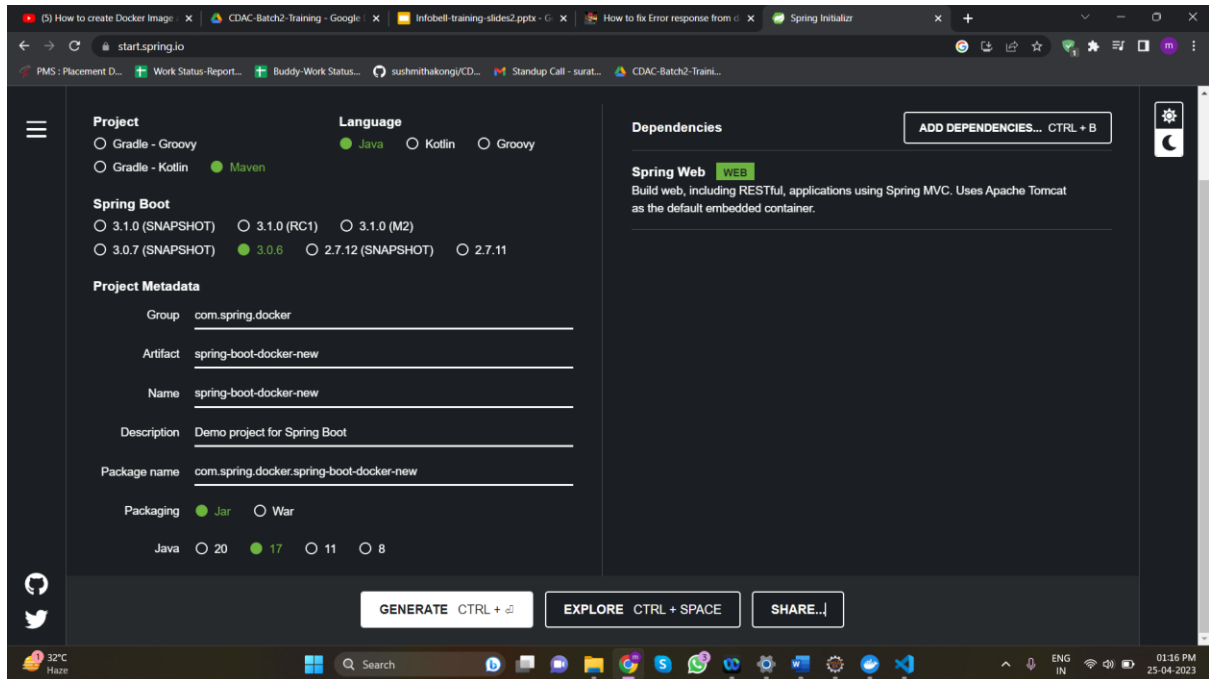 (5) How to create Docker Image
CDAC-Batch2-Training - Google
Infobell-training-slides2.pptx - G
How to fix Error response from d
Spring Initializr
start.spring.io
m
PMS : Placement D...
Work Status-Report...
Buddy-Work Status...
sushmithakongi/CD...
Standup Call - surat...
CDAC-Batch2-Traini...
Project
Gradle - Groovy
Gradle - Kotlin Maven
Language
Java Kotlin Groovy
Spring Boot
3.1.0 (SNAPSHOT) 3.1.0 (RC1) 3.1.0 (M2)
3.0.7 (SNAPSHOT) 3.0.6 2.7.12 (SNAPSHOT) 2.7.11
Project Metadata
Group com.spring.docker
Artifact spring-boot-docker-new
Name spring-boot-docker-new
Description Demo project for Spring Boot
Package name com.spring.docker.spring-boot-docker-new
Packaging Jar War
Java 20 17 11 8
Dependencies
ADD DEPENDENCIES... CTRL + B
Spring Web WEB
Build web, including RESTful, applications using Spring MVC. Uses Apache Tomcat
as the default embedded container.
GENERATE CTRL + ⏎
EXPLORE CTRL + SPACE
SHARE...
1
32°C
Haze
Search
3
ENG
IN
01:16 PM
25-04-2023